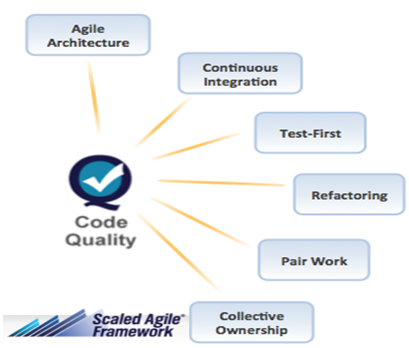 Agile
Architecture
Continuous
Integration
Test-First
Refactoring
Code
Quality
Pair Work
Collective
Ownership
Scaled Agile
Framework